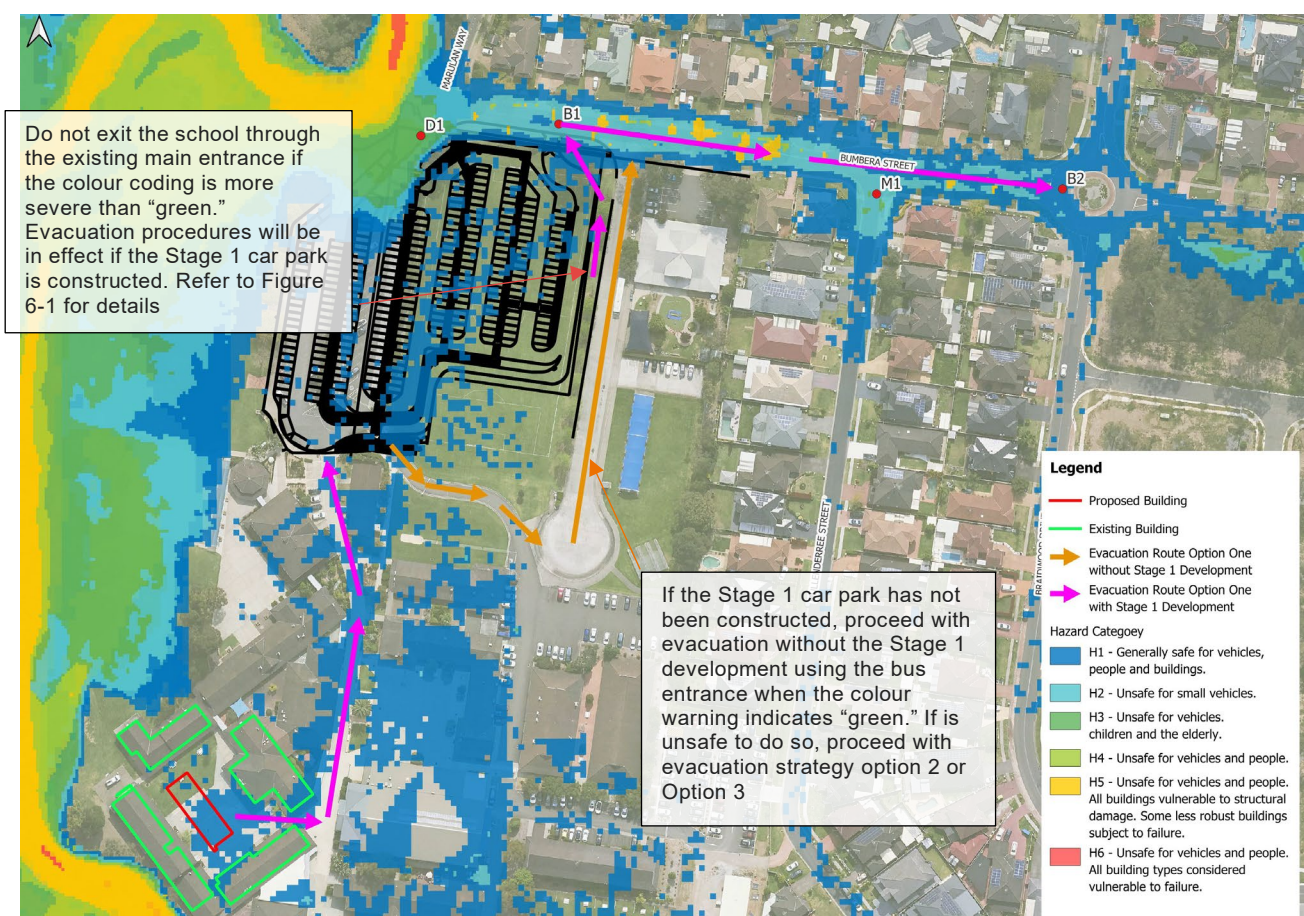 MARULAN WAY
D1
B1
BUMBERA STREET
M1
B2
Do not exit the school through
the existing main entrance if
the colour coding is more
severe than “green.”
Evacuation procedures will be
in effect if the Stage 1 car park
is constructed. Refer to Figure
6-1 for details
If the Stage 1 car park has not
been constructed, proceed with
evacuation without the Stage 1
development using the bus
entrance when the colour
warning indicates “green.” If is
unsafe to do so, proceed with
evacuation strategy option 2 or
Option 3
STREET
Legend
Proposed Building
Existing Building
Evacuation Route Option One
without Stage 1 Development
Evacuation Route Option One
with Stage 1 Development
Hazard Categoey
H1 - Generally safe for vehicles,
people and buildings.
H2 - Unsafe for small vehicles.
H3 - Unsafe for vehicles.
children and the elderly.
H4 - Unsafe for vehicles and people.
H5 - Unsafe for vehicles and people.
All buildings vulnerable to structural
damage. Some less robust buildings
subject to failure.
H6 - Unsafe for vehicles and people.
All building types considered
vulnerable to failure.